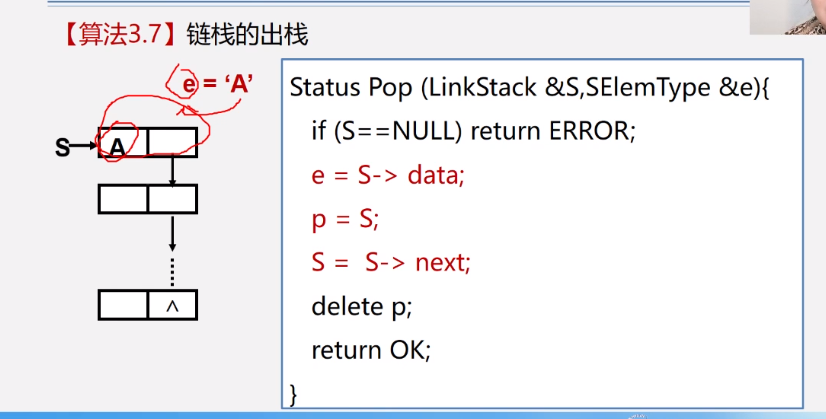 【算法3.7】链栈的出栈
e = ‘A’
S
A
∧
Status Pop (LinkStack &S,SElemType &e){
if (S==NULL) return ERROR;
e = S-> data;
p = S;
S = S-> next;
delete p;
return OK;
}